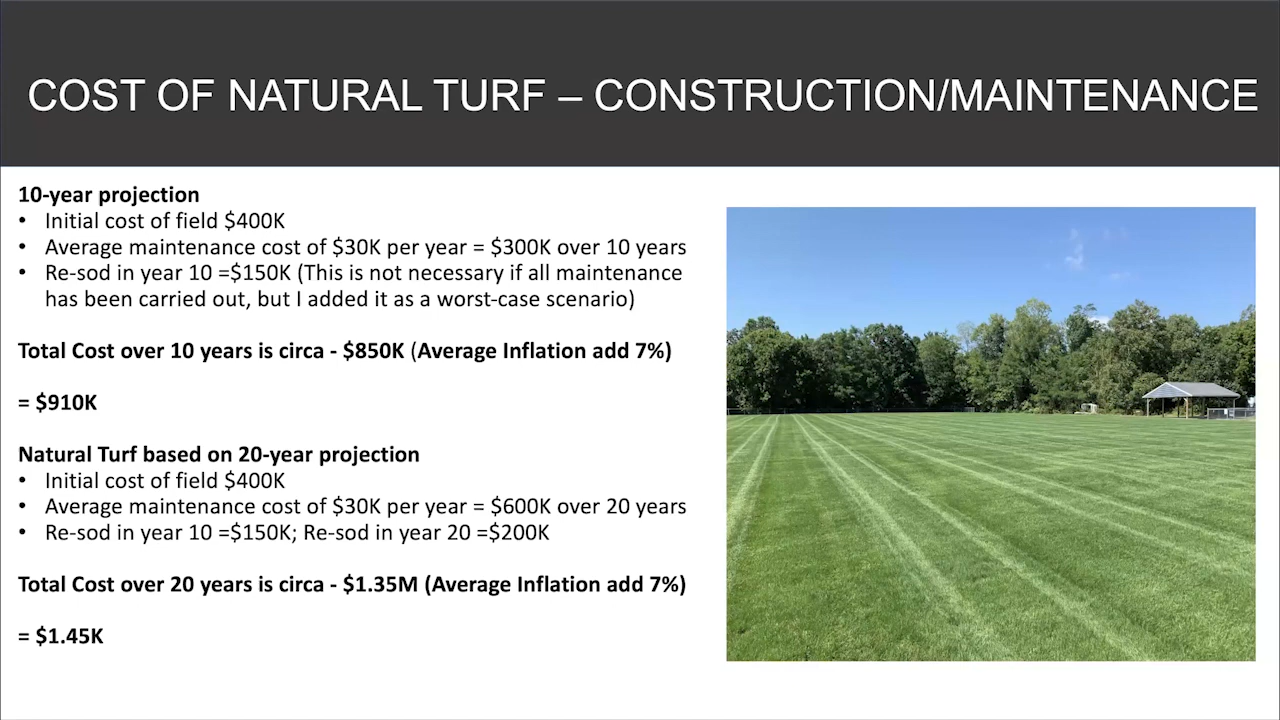 COST OF NATURAL TURF – CONSTRUCTION/MAINTENANCE
10-year projection
• Initial cost of field $400K
• Average maintenance cost of $30K per year = $300K over 10 years
• Re-sod in year 10 =$150K (This is not necessary if all maintenance
has been carried out, but I added it as a worst-case scenario)
Total Cost over 10 years is circa - $850K (Average Inflation add 7%)
= $910K
Natural Turf based on 20-year projection
• Initial cost of field $400K
• Average maintenance cost of $30K per year = $600K over 20 years
• Re-sod in year 10 =$150K; Re-sod in year 20 =$200K
Total Cost over 20 years is circa - $1.35M (Average Inflation add 7%)
= $1.45K